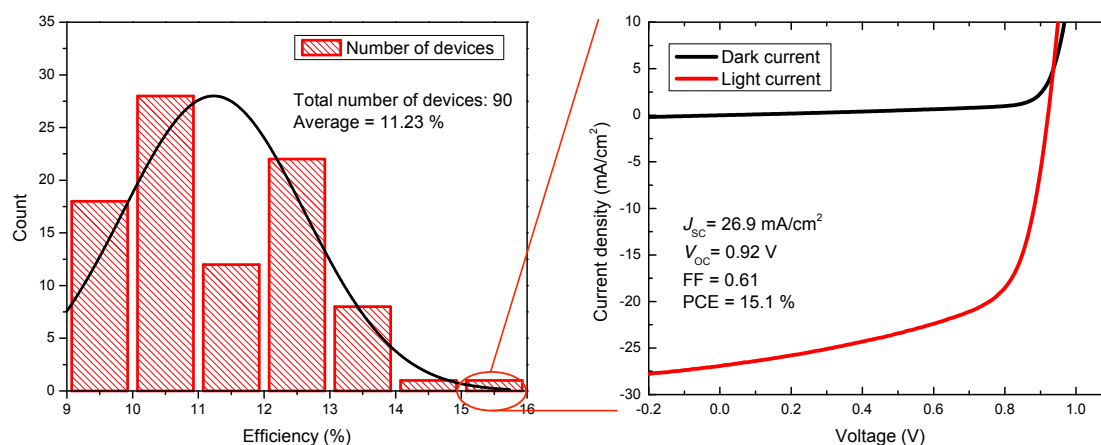 Number of devices
Total number of devices: 90
Average = 11.23 %
35
30
25
20
15
10
5
0
Count
9 10 11 12 13 14 15 16
Efficiency (%)
Dark current
Light current
10
5
0
-5
-10
-15
-20
-25
-30
Current density (mA/cm²)
J_SC = 26.9 mA/cm²
V_OC = 0.92 V
FF = 0.61
PCE = 15.1 %
-0.2 0.0 0.2 0.4 0.6 0.8 1.0
Voltage (V)